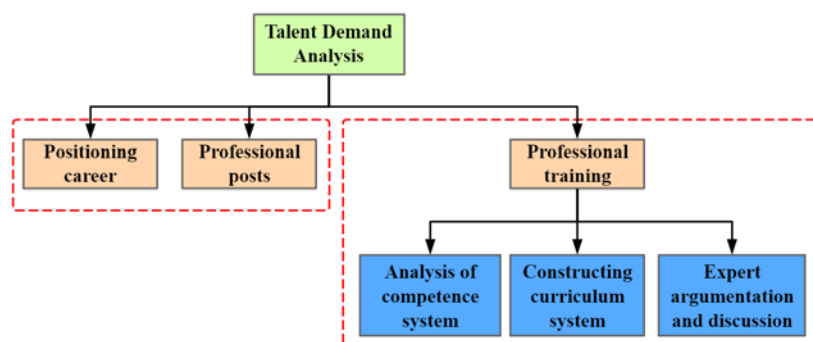 Talent Demand
Analysis
Positioning
career
Professional
posts
Professional
training
Analysis of
competence
system
Constructing
curriculum
system
Expert
argumentation
and discussion